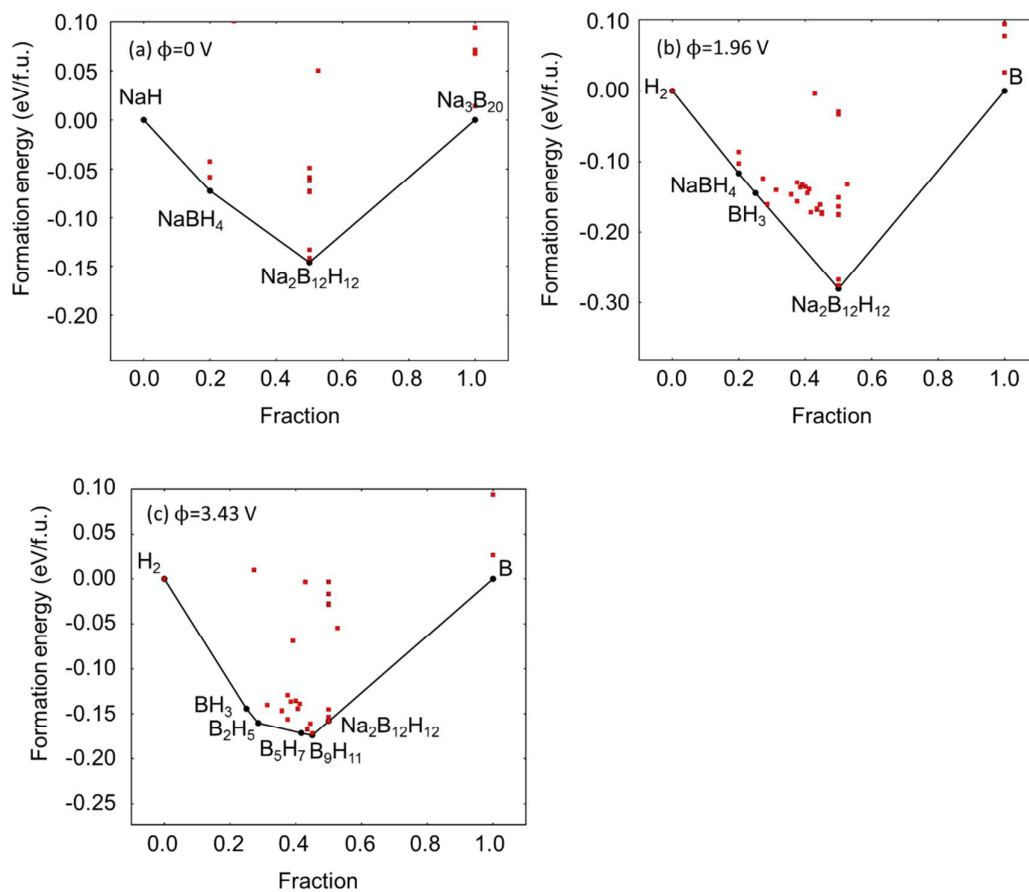 (a) ϕ=0 V
Formation energy (eV/f.u.)
0.10
0.05
0.00
-0.05
-0.10
-0.15
-0.20
NaH
NaBH₄
Na₂B₁₂H₁₂
Na₃B₂₀
0.0 0.2 0.4 0.6 0.8 1.0
Fraction
(b) ϕ=1.96 V
Formation energy (eV/f.u.)
0.10
0.00
-0.10
-0.20
-0.30
H₂
B
NaBH₄
BH₃
Na₂B₁₂H₁₂
0.0 0.2 0.4 0.6 0.8 1.0
Fraction
(c) ϕ=3.43 V
Formation energy (eV/f.u.)
0.10
0.05
0.00
-0.05
-0.10
-0.15
-0.20
-0.25
H₂
B
BH₃
B₂H₅
B₅H₇
B₉H₁₁
Na₂B₁₂H₁₂
0.0 0.2 0.4 0.6 0.8 1.0
Fraction